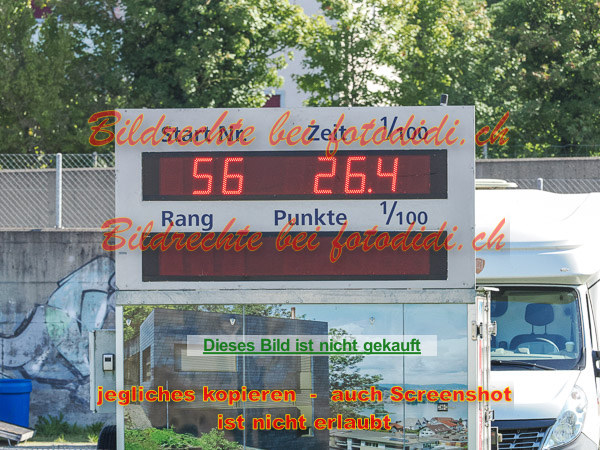 Bildrechte bei fotodidi.ch
Start Nr. Zeit 1/100
56 26.4
Rang Punkte 1/100
Bildrechte bei fotodidi.ch
Dieses Bild ist nicht gekauft
jegliches kopieren - auch Screenshot
ist nicht erlaubt